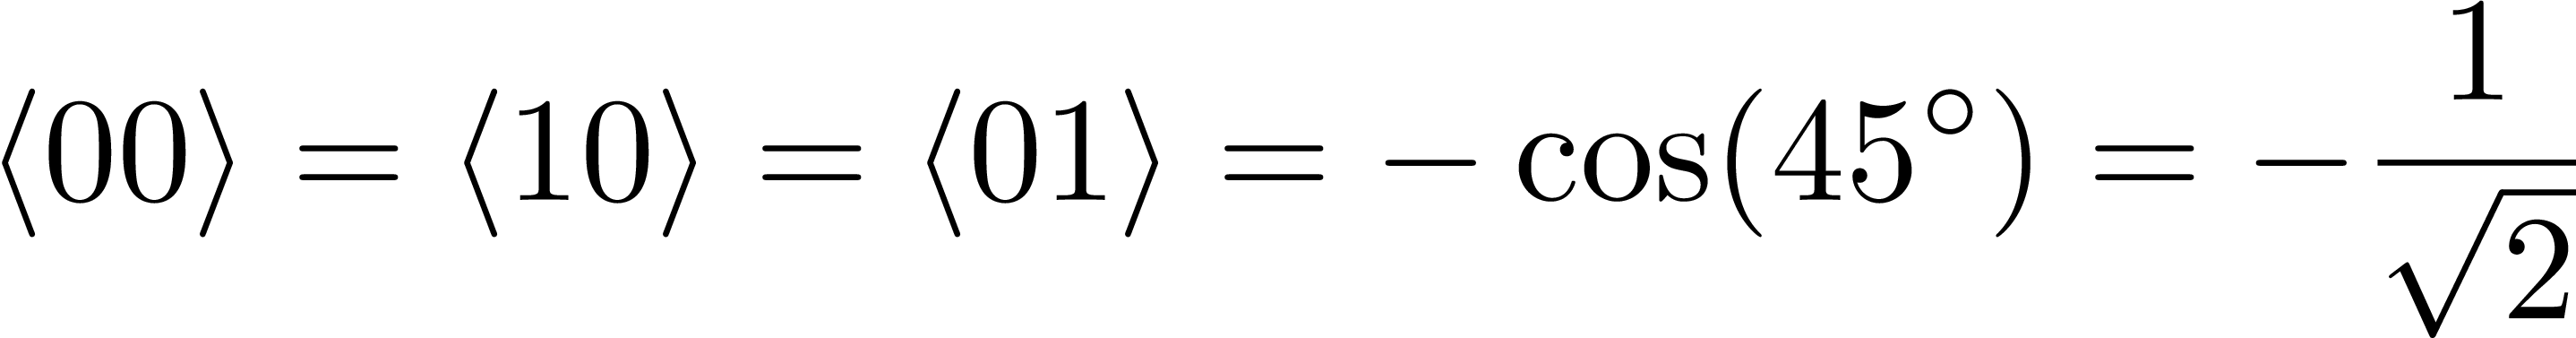 ⟨00⟩ = ⟨10⟩ = ⟨01⟩ = − cos(45°) = − 1/√2